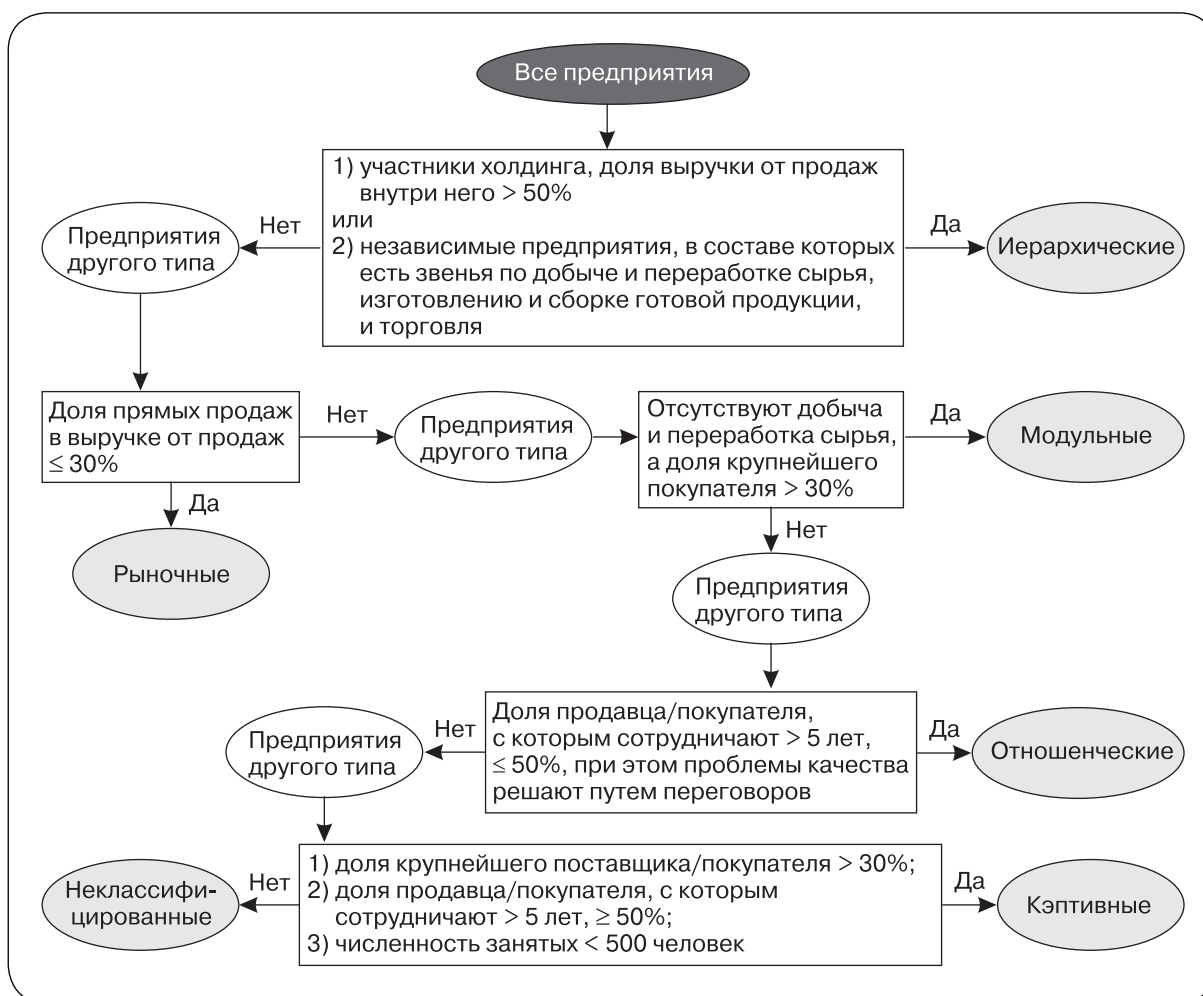 Все предприятия
1) участники холдинга, доля выручки от продаж
внутри него > 50%
или
2) независимые предприятия, в составе которых
есть звенья по добыче и переработке сырья,
изготовлению и сборке готовой продукции,
и торговля
Нет
Предприятия
другого типа
Да
Иерархические
Доля прямых продаж
в выручке от продаж
≤ 30%
Нет
Предприятия
другого типа
Отсутствуют добыча
и переработка сырья,
а доля крупнейшего
покупателя > 30%
Да
Модульные
Да
Рыночные
Нет
Предприятия
другого типа
Доля продавца/покупателя,
с которым сотрудничают > 5 лет,
≤ 50%, при этом проблемы качества
решают путем переговоров
Нет
Предприятия
другого типа
Да
Отношенческие
1) доля крупнейшего поставщика/покупателя > 30%;
2) доля продавца/покупателя, с которым
сотрудничают > 5 лет, ≥ 50%;
3) численность занятых < 500 человек
Нет
Неклассифи-
цированные
Да
Кэптивные